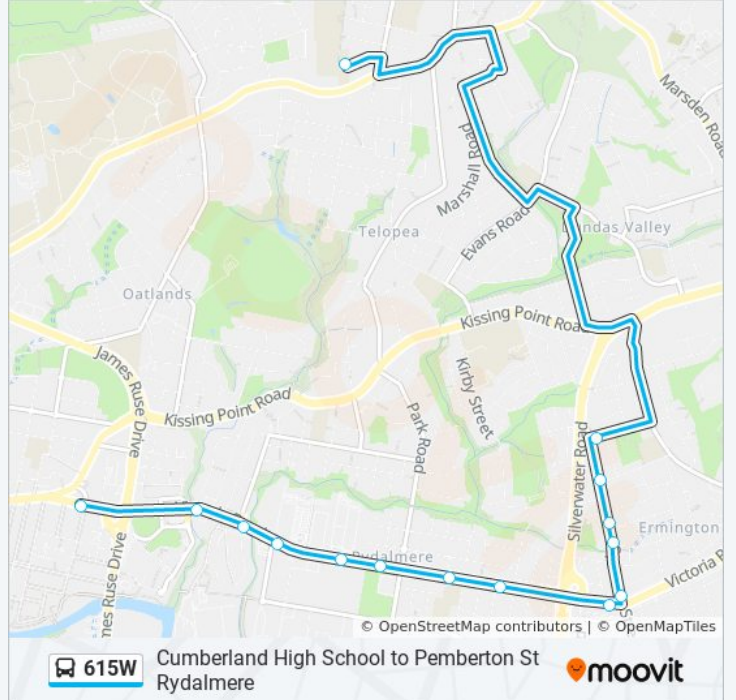 Marsden Road
Marshall Road
Telopea
Evans Road
Dundas Valley
Oatlands
Kissing Point Road
James Ruse Drive
Kirby Street
Kissing Point Road
Park Road
Silverwater Road
Ermington
Rydalmere
Victoria R
mes Ruse Drive
© OpenStreetMap contributors | © OpenMapTiles
615W
Cumberland High School to Pemberton St
Rydalmere
moovit